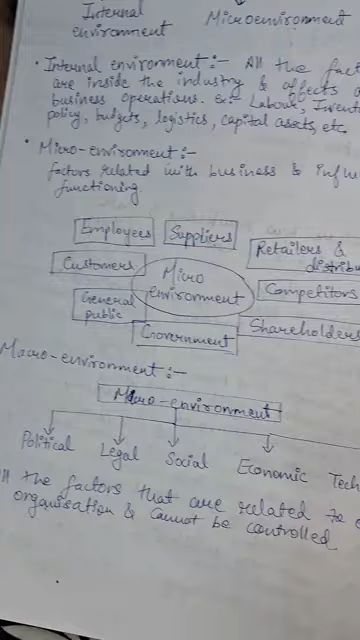 Internal Microenvironment
environment
• Internal environment :- All the
are inside the industry & affects
business operations. Ex:- Labour,
policy, budgets, logistics, capital assets, etc.
• Micro-environment :-
factors related with business &
functioning.
Employees Suppliers Retailers &
Customers Micro
environment Competitors
General
public
Government Shareholders
Macro-environment :-
Macro-environment
Political Legal Social Economic
the factors that are related to
organisation & cannot be controlled